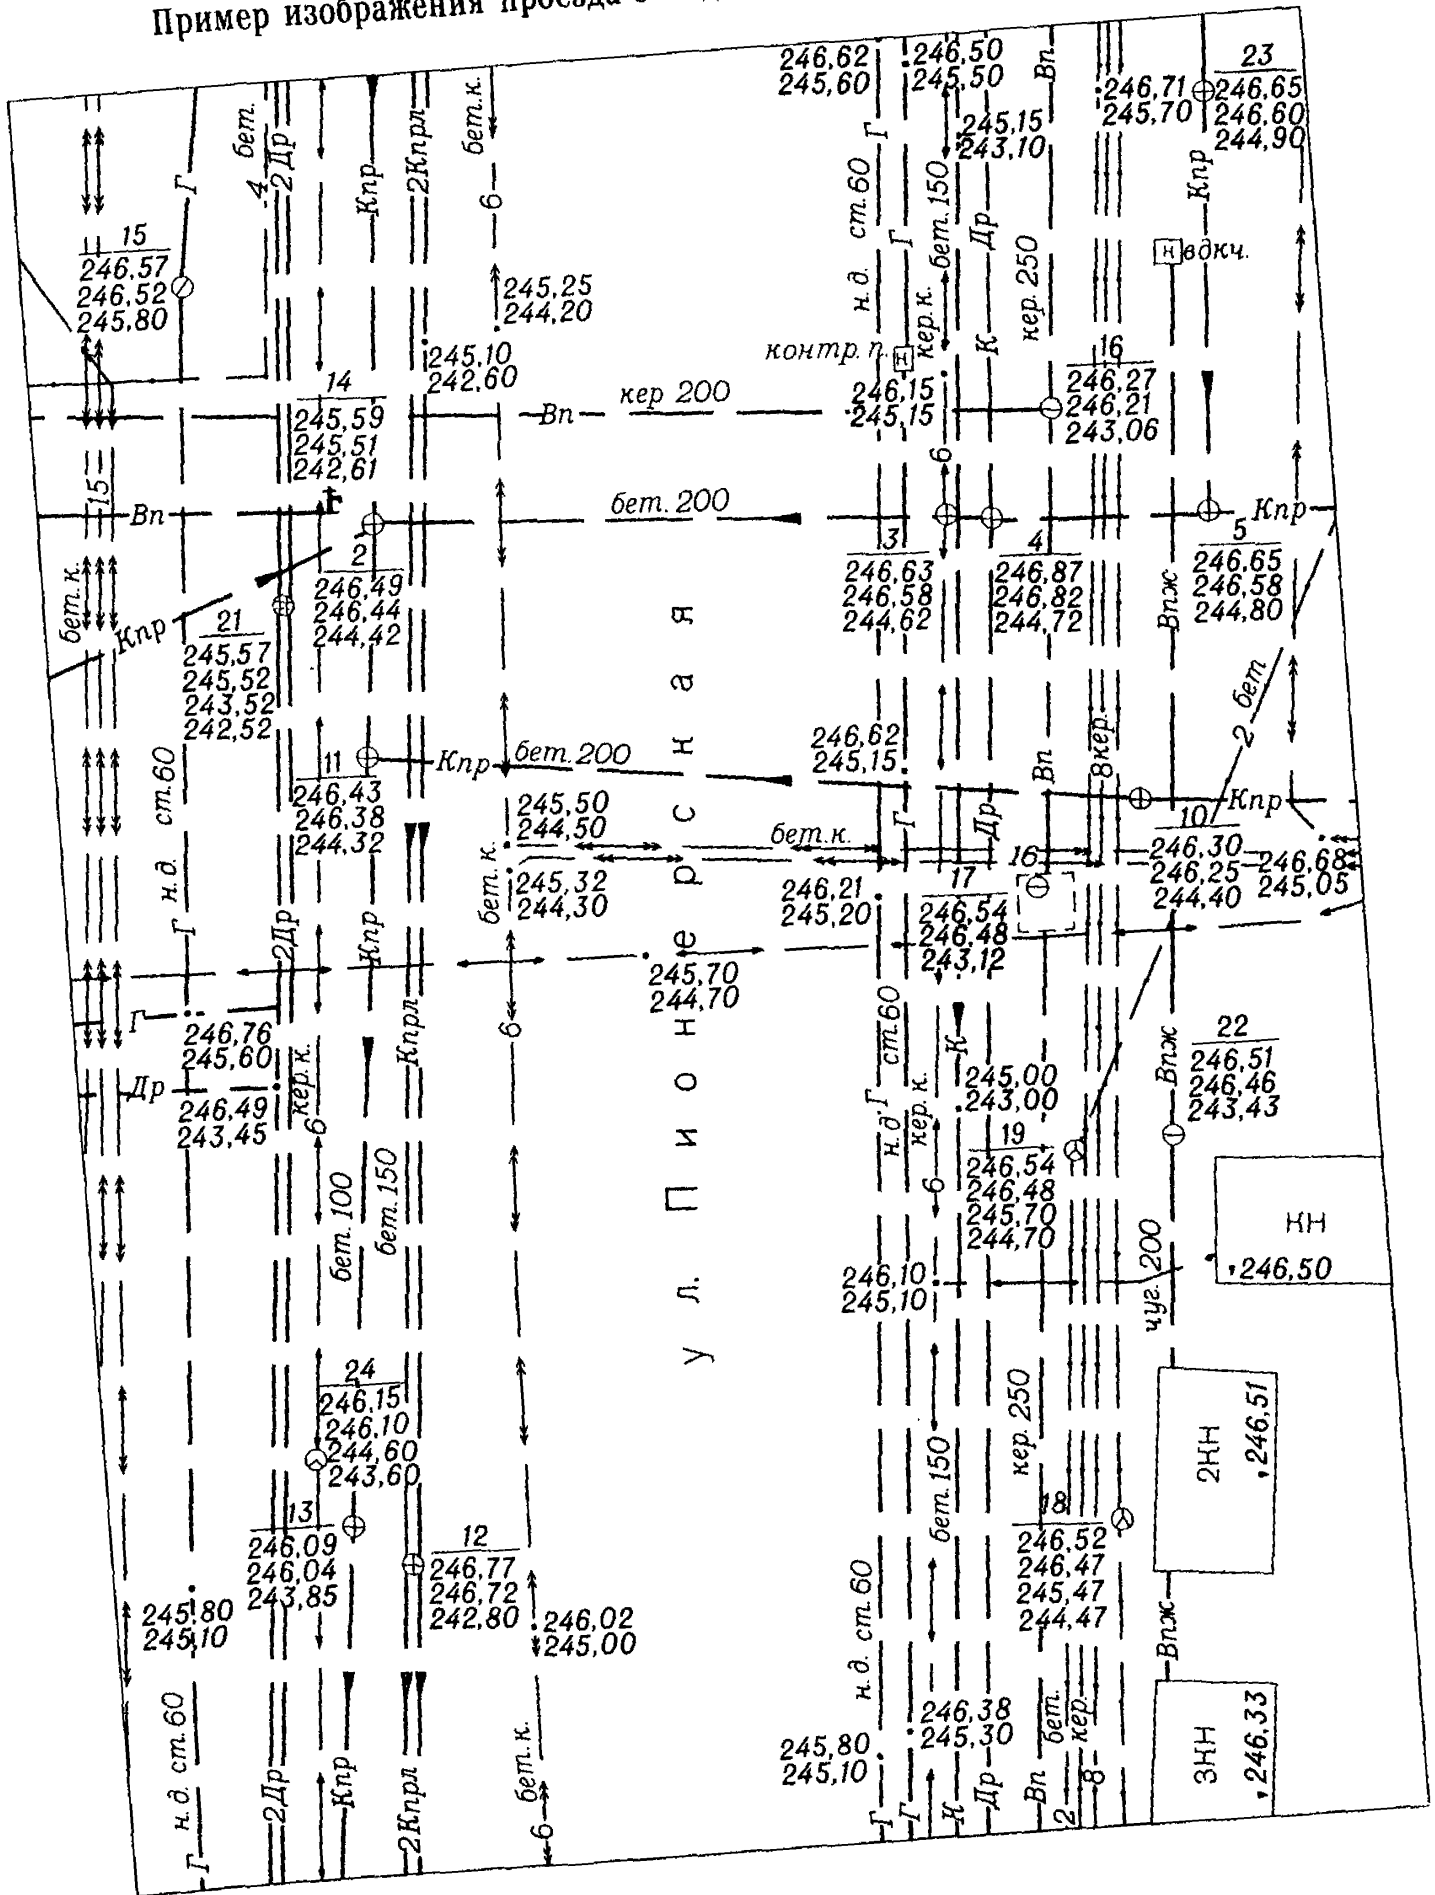 Пример изображения проезда
246,62
245,60
246,50
245,50
Вп
246,71
245,70
23
246,65
246,60
244,90
4 бет.
2Др
Г
Кпр
2Кпрл
бет.к.
6
245,15
243,10
Г
ст.60
н.д.
Г
бет.150
Др
Кпр
15
246,57
246,52
245,80
245,25
244,20
245,10
242,60
кер.к.
К
кер.250
н
вдкч.
контр.п.
н
246,15
245,15
16
246,27
246,21
243,06
14
245,59
245,51
242,61
Вп
кер 200
6
15
Вп
бет.200
Кпр
2
246,49
246,44
244,42
3
246,63
246,58
244,62
4
246,87
246,82
244,72
5
246,65
246,58
244,80
бет.к.
Кпр
21
245,57
245,52
243,52
242,52
Впж
2 бет
ул. Пионерская
11
246,43
246,38
244,32
Кпр
бет.200
246,62
245,15
Вп
8кер.
Кпр
н.д. ст.60
Г
Др
245,50
244,50
бет.к.
16
10
246,30
246,25
244,40
246,68
245,05
бет.к.
245,32
244,30
246,21
245,20
17
246,54
246,48
243,12
Г
2Др
Кпр
245,70
244,70
Г
246,76
245,60
Др
246,49
243,45
кер.к.
6
Кпрл
6
ст.60
н.д.
Г
К
кер.к.
6
245,00
243,00
Впж
22
246,51
246,46
243,43
19
246,54
246,48
245,70
244,70
бет.100
бет.150
чуг.200
КН
246,50
246,10
245,10
24
246,15
246,10
244,60
243,60
13
246,09
246,04
243,85
12
246,77
246,72
242,80
бет.150
кер.250
18
246,52
246,47
245,47
244,47
2КН
246,51
245,80
245,10
246,02
245,00
н.д. ст.60
Впж
н.д. ст.60
Г
2Др
Кпр
2Кпрл
бет.к.
6
245,80
245,10
246,38
245,30
Г
Г
К
Др
Вп
бет.
2
кер.
8
3КН
246,33